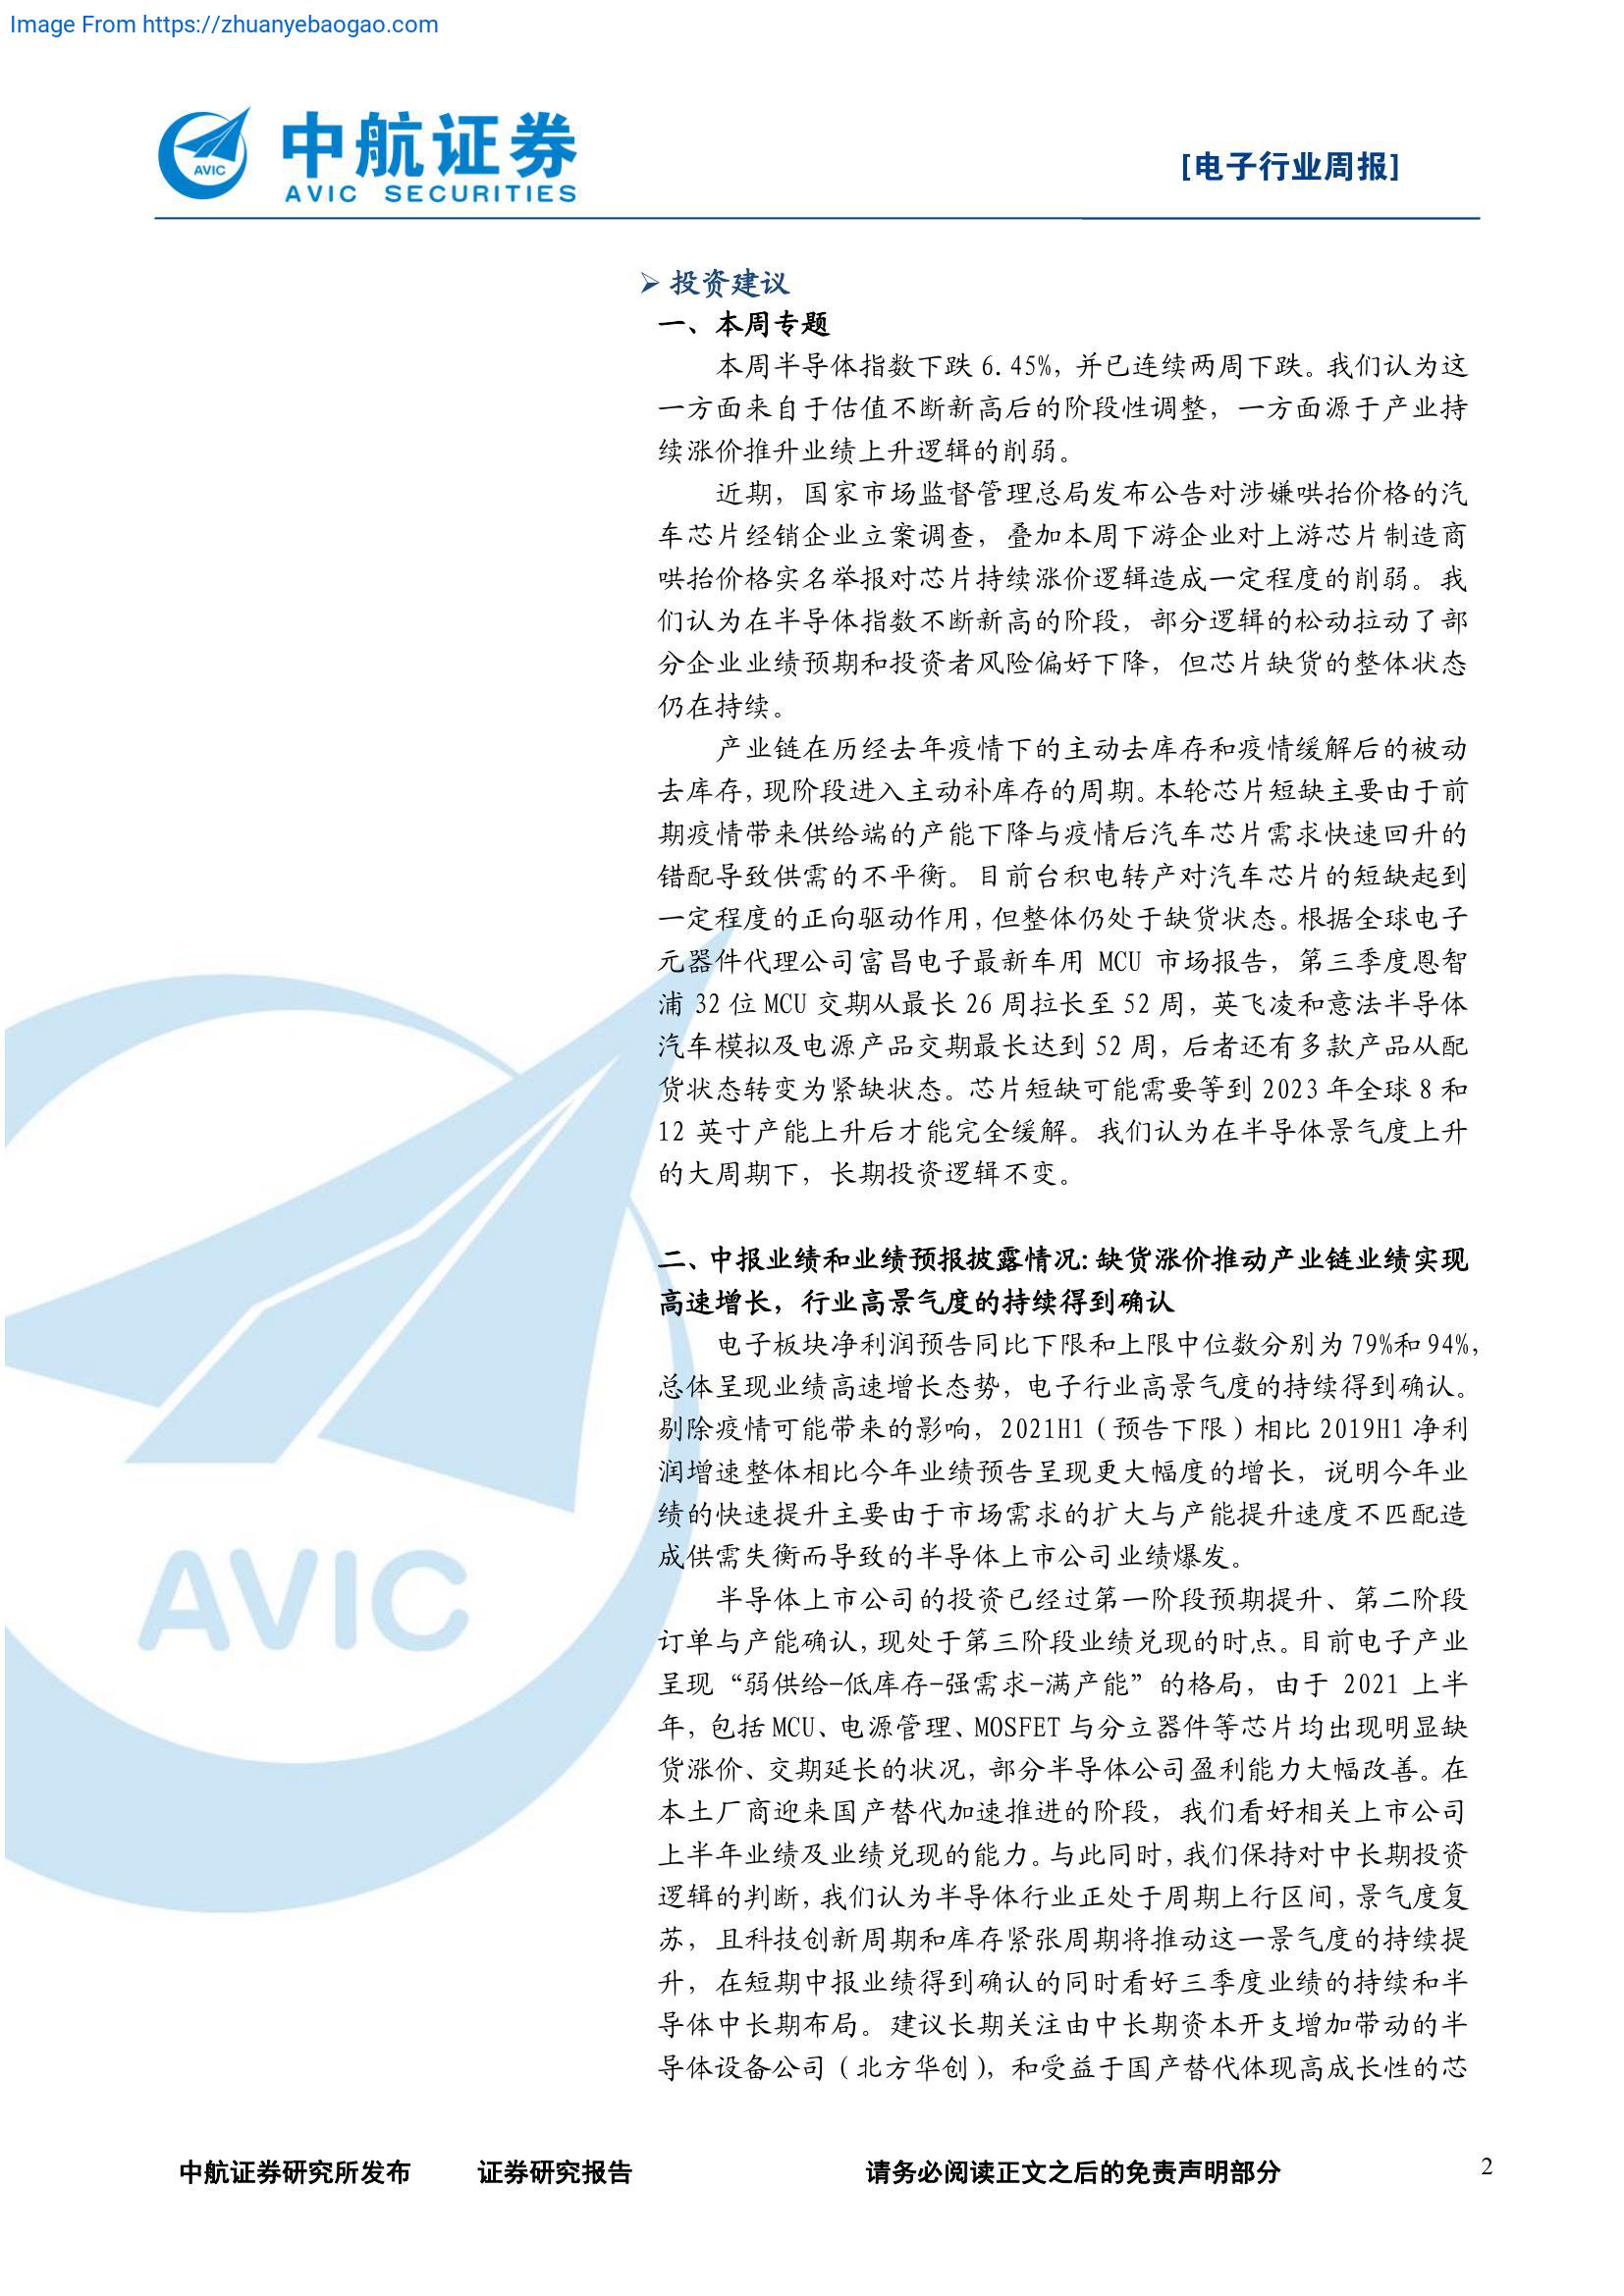 Image From https://zhuanyebaogao.com
AVIC
中航证券
AVIC SECURITIES
[电子行业周报]
➢ 投资建议
一、本周专题
本周半导体指数下跌 6.45%，并已连续两周下跌。我们认为这
一方面来自于估值不断新高后的阶段性调整，一方面源于产业持
续涨价推升业绩上升逻辑的削弱。
近期，国家市场监督管理总局发布公告对涉嫌哄抬价格的汽
车芯片经销企业立案调查，叠加本周下游企业对上游芯片制造商
哄抬价格实名举报对芯片持续涨价逻辑造成一定程度的削弱。我
们认为在半导体指数不断新高的阶段，部分逻辑的松动拉动了部
分企业业绩预期和投资者风险偏好下降，但芯片缺货的整体状态
仍在持续。
产业链在历经去年疫情下的主动去库存和疫情缓解后的被动
去库存，现阶段进入主动补库存的周期。本轮芯片短缺主要由于前
期疫情带来供给端的产能下降与疫情后汽车芯片需求快速回升的
错配导致供需的不平衡。目前台积电转产对汽车芯片的短缺起到
一定程度的正向驱动作用，但整体仍处于缺货状态。根据全球电子
元器件代理公司富昌电子最新车用 MCU 市场报告，第三季度恩智
浦 32 位 MCU 交期从最长 26 周拉长至 52 周，英飞凌和意法半导体
汽车模拟及电源产品交期最长达到 52 周，后者还有多款产品从配
货状态转变为紧缺状态。芯片短缺可能需要等到 2023 年全球 8 和
12 英寸产能上升后才能完全缓解。我们认为在半导体景气度上升
的大周期下，长期投资逻辑不变。
二、中报业绩和业绩预报披露情况：缺货涨价推动产业链业绩实现
高速增长，行业高景气度的持续得到确认
电子板块净利润预告同比下限和上限中位数分别为 79%和 94%，
总体呈现业绩高速增长态势，电子行业高景气度的持续得到确认。
剔除疫情可能带来的影响，2021H1（预告下限）相比 2019H1 净利
润增速整体相比今年业绩预告呈现更大幅度的增长，说明今年业
绩的快速提升主要由于市场需求的扩大与产能提升速度不匹配造
成供需失衡而导致的半导体上市公司业绩爆发。
半导体上市公司的投资已经过第一阶段预期提升、第二阶段
订单与产能确认，现处于第三阶段业绩兑现的时点。目前电子产业
呈现“弱供给-低库存-强需求-满产能”的格局，由于 2021 上半
年，包括 MCU、电源管理、MOSFET 与分立器件等芯片均出现明显缺
货涨价、交期延长的状况，部分半导体公司盈利能力大幅改善。在
本土厂商迎来国产替代加速推进的阶段，我们看好相关上市公司
上半年业绩及业绩兑现的能力。与此同时，我们保持对中长期投资
逻辑的判断，我们认为半导体行业正处于周期上行区间，景气度复
苏，且科技创新周期和库存紧张周期将推动这一景气度的持续提
升，在短期中报业绩得到确认的同时看好三季度业绩的持续和半
导体中长期布局。建议长期关注由中长期资本开支增加带动的半
导体设备公司（北方华创），和受益于国产替代体现高成长性的芯
AVIC
中航证券研究所发布 证券研究报告 请务必阅读正文之后的免责声明部分 2